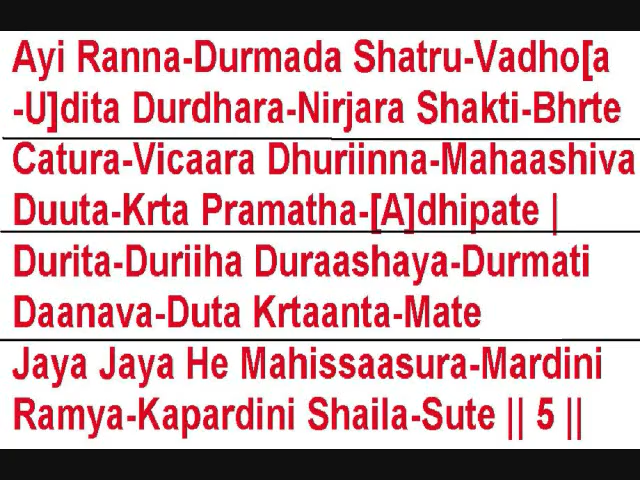 Ayi Ranna-Durmada Shatru-Vadho[a
-U]dita Durdhara-Nirjara Shakti-Bhrte
Catura-Vicaara Dhuriinna-Mahaashiva
Duuta-Krta Pramatha-[A]dhipate |
Durita-Duriiha Duraashaya-Durmati
Daanava-Duta Krtaanta-Mate
Jaya Jaya He Mahissaasura-Mardini
Ramya-Kapardini Shaila-Sute || 5 ||